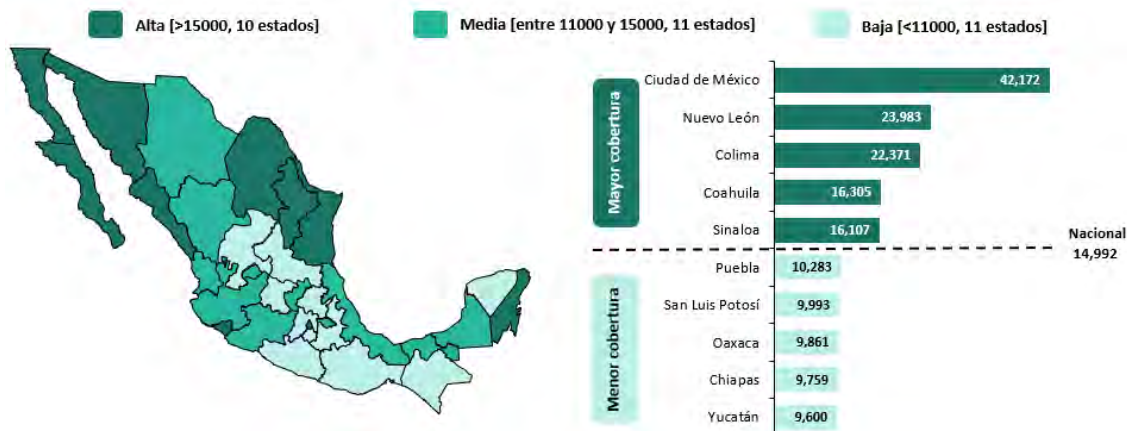 Alta [>15000, 10 estados]
Media [entre 11000 y 15000, 11 estados]
Baja [<11000, 11 estados]
Mayor cobertura
Ciudad de México 42,172
Nuevo León 23,983
Colima 22,371
Coahuila 16,305
Sinaloa 16,107
Nacional
14,992
Menor cobertura
Puebla 10,283
San Luis Potosí 9,993
Oaxaca 9,861
Chiapas 9,759
Yucatán 9,600